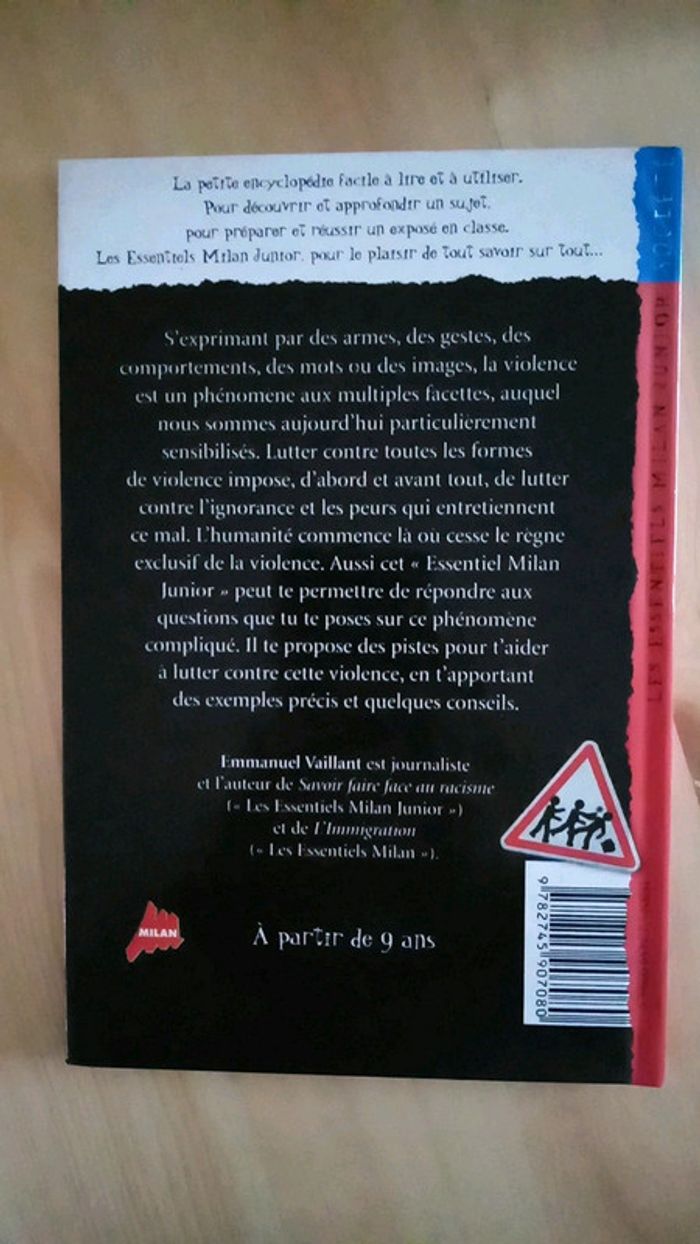 La petite encyclopédie facile à lire et à utiliser.
Pour découvrir et approfondir un sujet,
pour préparer et réussir un exposé en classe.
Les Essentiels Milan Junior, pour le plaisir de tout savoir sur tout...
S'exprimant par des armes, des gestes, des
comportements, des mots ou des images, la violence
est un phénomène aux multiples facettes, auquel
nous sommes aujourd'hui particulièrement
sensibilisés. Lutter contre toutes les formes
de violence impose, d'abord et avant tout, de lutter
contre l'ignorance et les peurs qui entretiennent
ce mal. L'humanité commence là où cesse le règne
exclusif de la violence. Aussi cet « Essentiel Milan
Junior » peut te permettre de répondre aux
questions que tu te poses sur ce phénomène
compliqué. Il te propose des pistes pour t'aider
à lutter contre cette violence, en t'apportant
des exemples précis et quelques conseils.
Emmanuel Vaillant est journaliste
et l'auteur de Savoir faire face au racisme
(« Les Essentiels Milan Junior »)
et de l'Immigration
(« Les Essentiels Milan »).
MILAN
À partir de 9 ans
9782745907080
LES ESSENTIELS MILAN JUNIOR